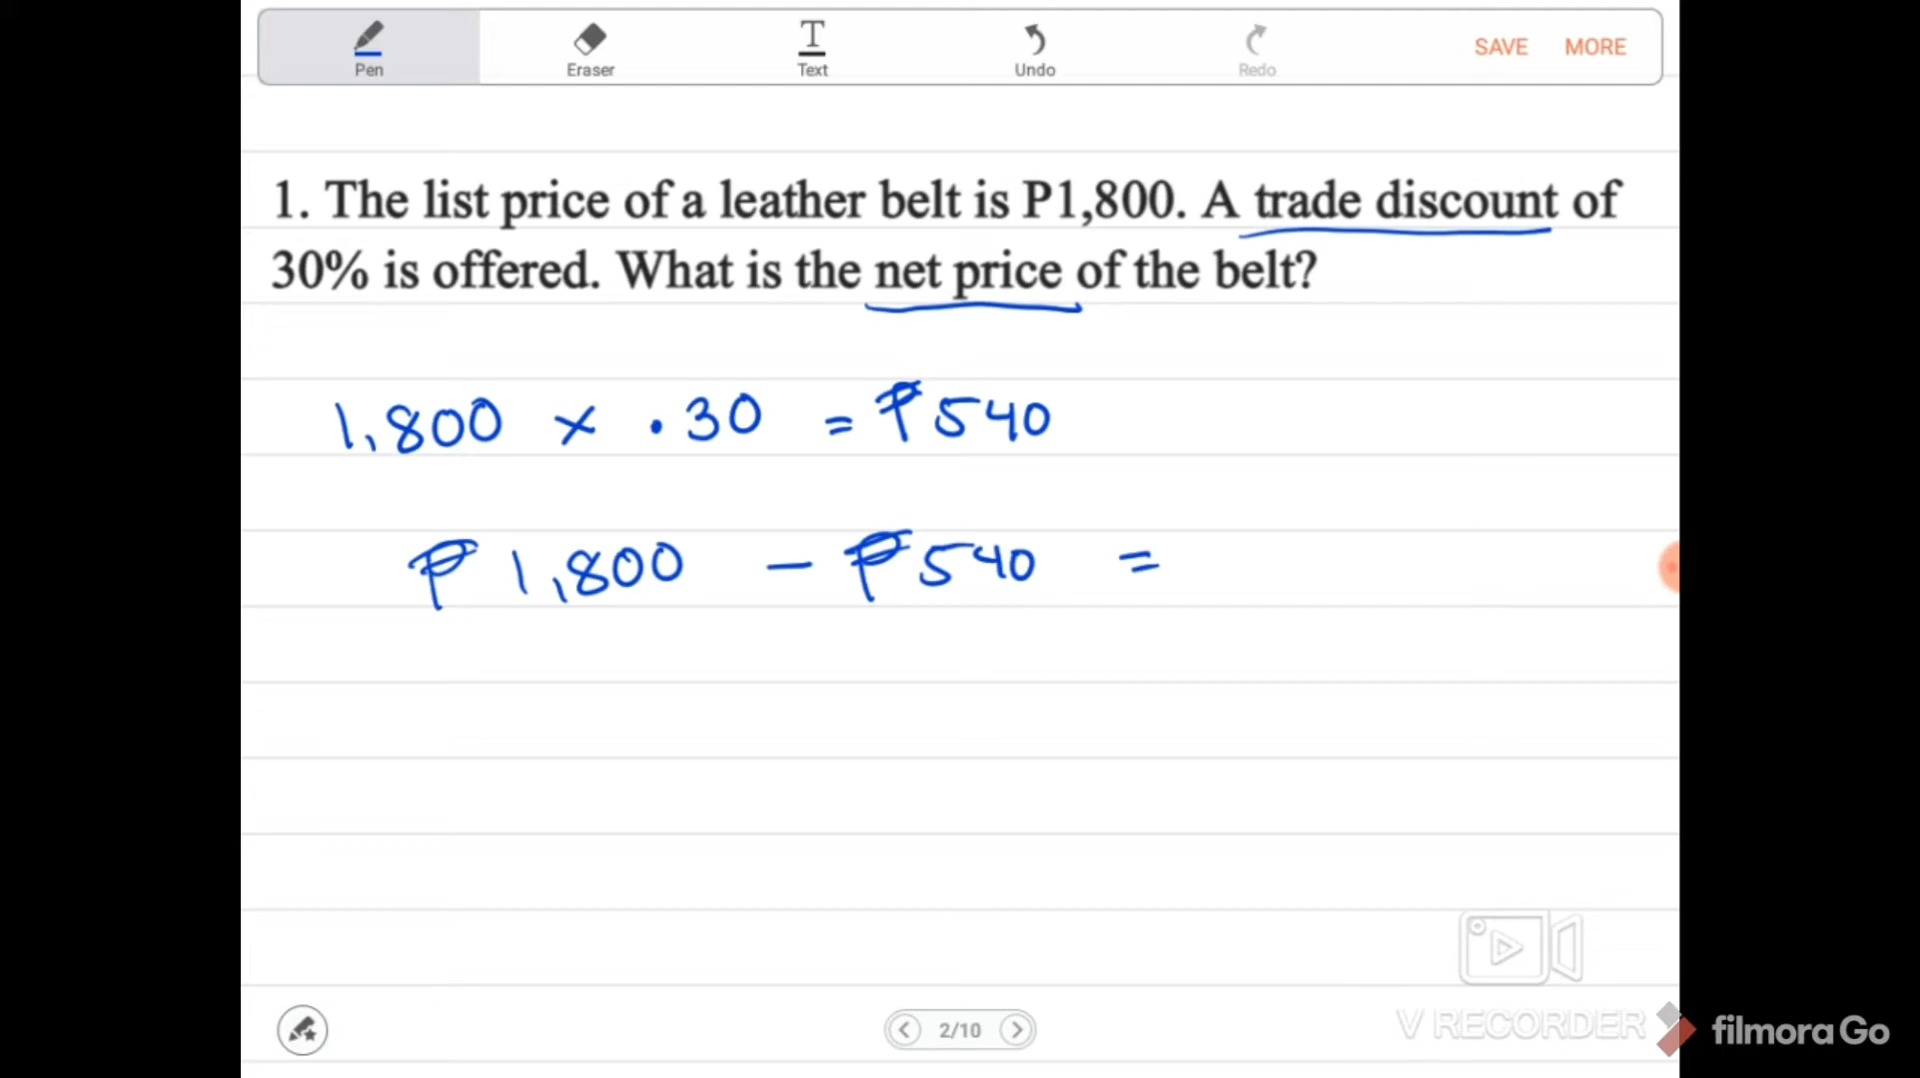 Pen Eraser Text Undo Redo SAVE MORE
1. The list price of a leather belt is P1,800. A trade discount of
30% is offered. What is the net price of the belt?
1,800 × .30 = ₱540
₱1,800 − ₱540 =
2/10
V RECORDER
filmoraGo